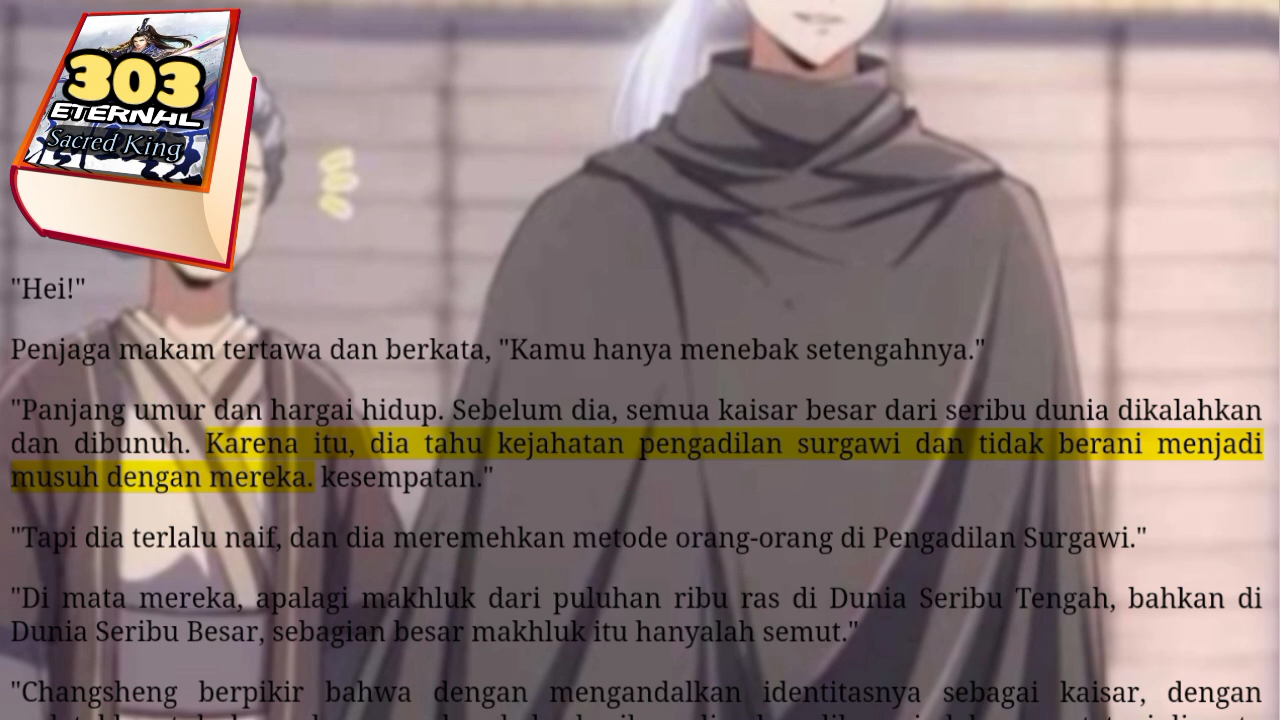 303
ETERNAL
Sacred King
"Hei!"
Penjaga makam tertawa dan berkata, "Kamu hanya menebak setengahnya."
"Panjang umur dan hargai hidup. Sebelum dia, semua kaisar besar dari seribu dunia dikalahkan
dan dibunuh. Karena itu, dia tahu kejahatan pengadilan surgawi dan tidak berani menjadi
musuh dengan mereka. kesempatan."
"Tapi dia terlalu naif, dan dia meremehkan metode orang-orang di Pengadilan Surgawi."
"Di mata mereka, apalagi makhluk dari puluhan ribu ras di Dunia Seribu Tengah, bahkan di
Dunia Seribu Besar, sebagian besar makhluk itu hanyalah semut."
"Changsheng berpikir bahwa dengan mengandalkan identitasnya sebagai kaisar, dengan